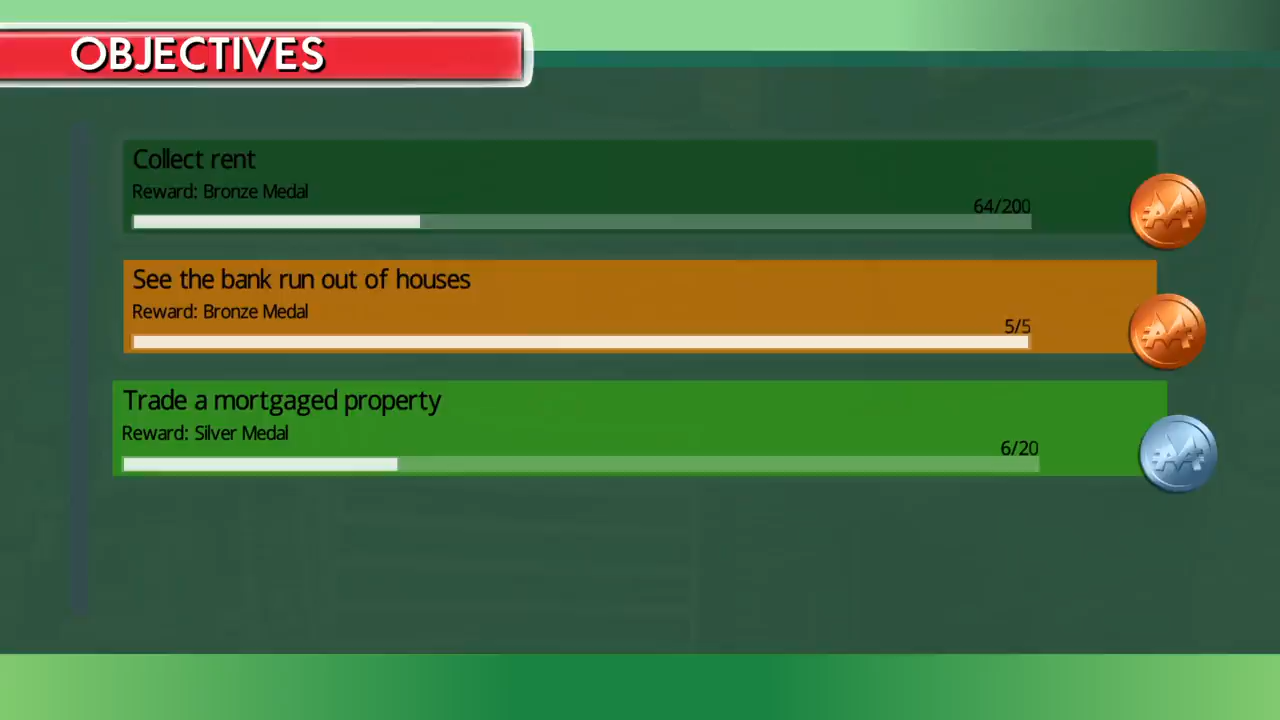 OBJECTIVES
Collect rent
Reward: Bronze Medal
64/200
See the bank run out of houses
Reward: Bronze Medal
5/5
Trade a mortgaged property
Reward: Silver Medal
6/20